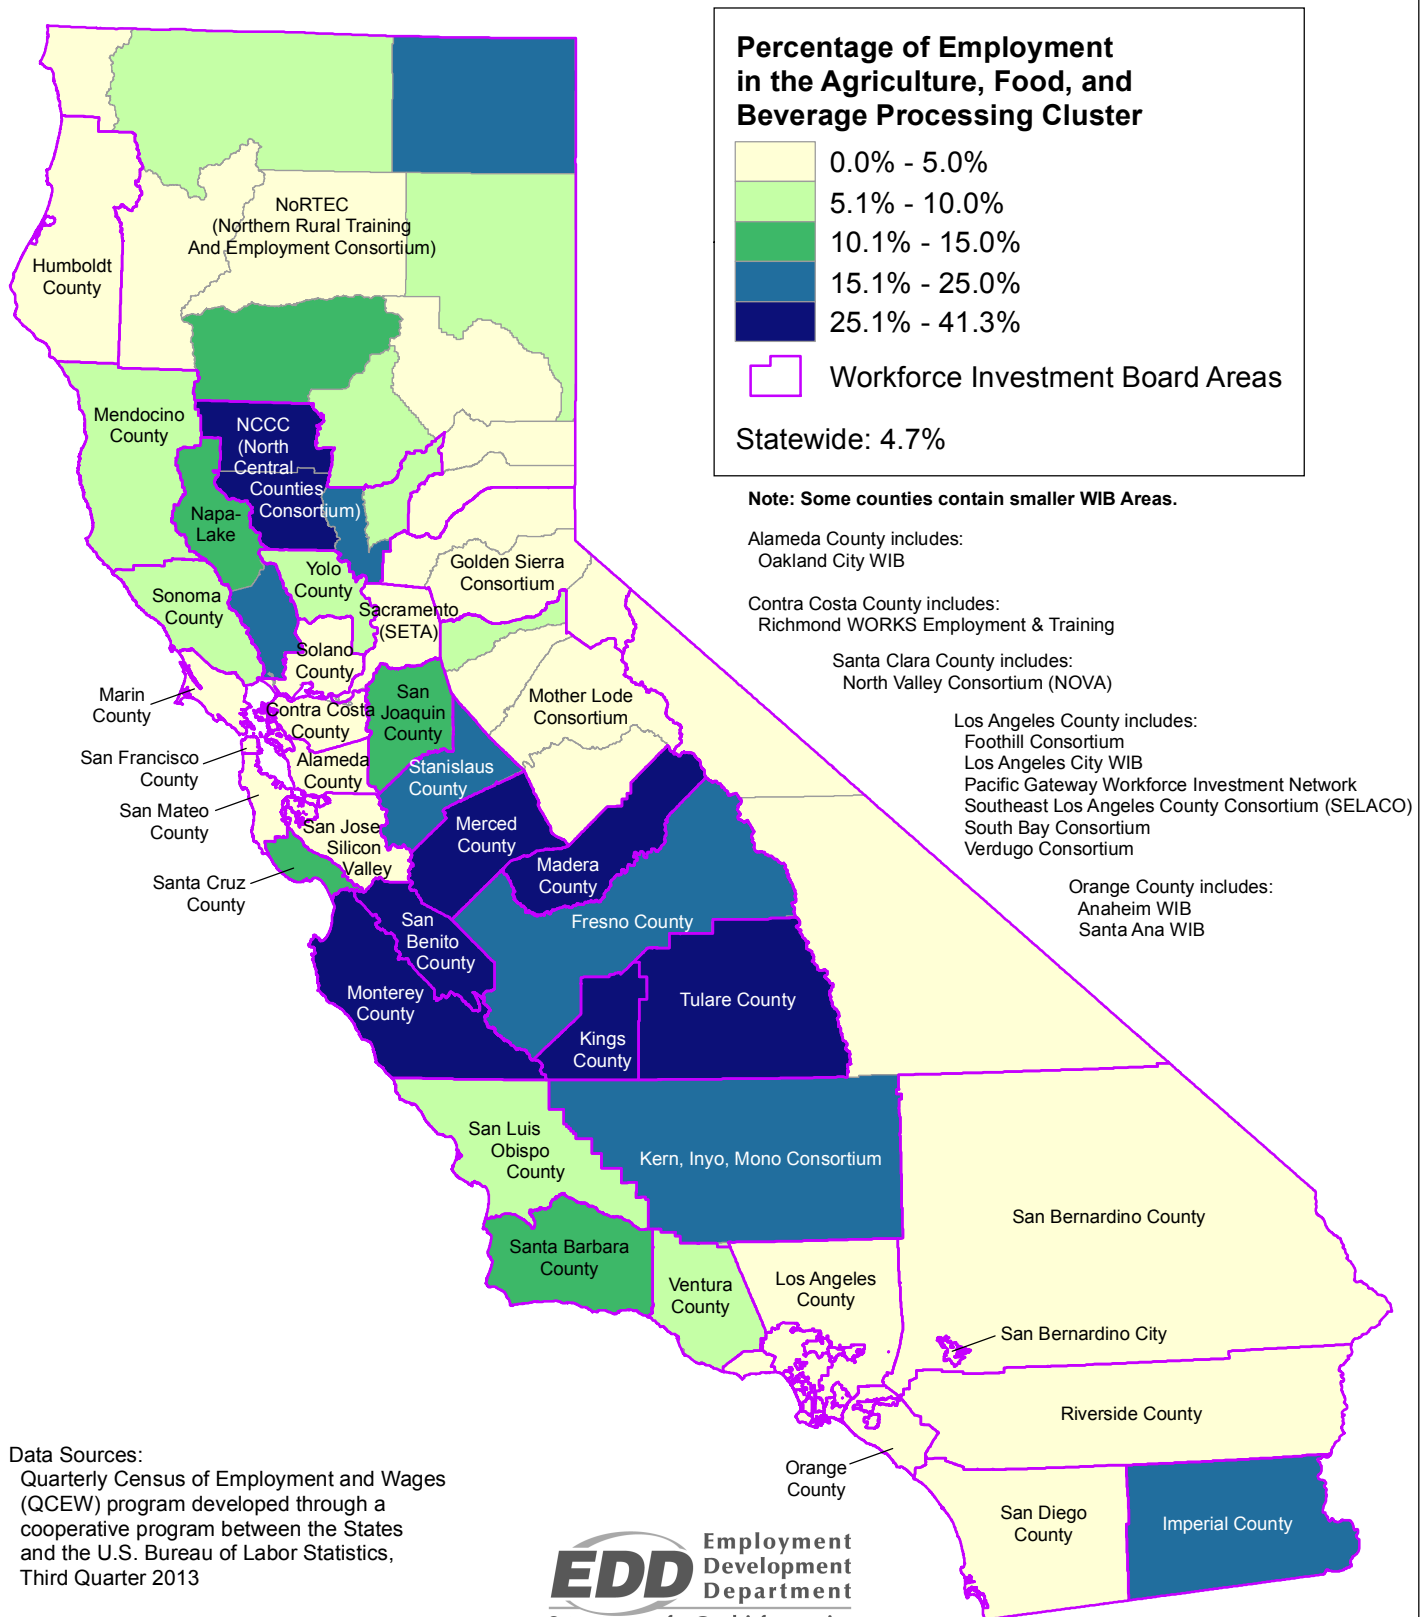 Percentage of Employment
in the Agriculture, Food, and
Beverage Processing Cluster
0.0% - 5.0%
5.1% - 10.0%
10.1% - 15.0%
15.1% - 25.0%
25.1% - 41.3%
Workforce Investment Board Areas
Statewide: 4.7%
Note: Some counties contain smaller WIB Areas.
Alameda County includes:
Oakland City WIB
Contra Costa County includes:
Richmond WORKS Employment & Training
Santa Clara County includes:
North Valley Consortium (NOVA)
Los Angeles County includes:
Foothill Consortium
Los Angeles City WIB
Pacific Gateway Workforce Investment Network
Southeast Los Angeles County Consortium (SELACO)
South Bay Consortium
Verdugo Consortium
Orange County includes:
Anaheim WIB
Santa Ana WIB
NoRTEC
(Northern Rural Training
And Employment Consortium)
Humboldt
County
Mendocino
County
NCCC
(North
Central
Counties
Consortium)
Napa-
Lake
Yolo
County
Golden Sierra
Consortium
Sonoma
County
Sacramento
(SETA)
Solano
County
Marin
County
San
Joaquin
County
Mother Lode
Consortium
Contra Costa
County
San Francisco
County
Alameda
County
Stanislaus
County
San Mateo
County
San Jose
Silicon
Valley
Merced
County
Madera
County
Santa Cruz
County
San
Benito
County
Fresno County
Monterey
County
Tulare County
Kings
County
San Luis
Obispo
County
Kern, Inyo, Mono Consortium
San Bernardino County
Santa Barbara
County
Ventura
County
Los Angeles
County
San Bernardino City
Riverside County
Orange
County
San Diego
County
Imperial County
Data Sources:
Quarterly Census of Employment and Wages
(QCEW) program developed through a
cooperative program between the States
and the U.S. Bureau of Labor Statistics,
Third Quarter 2013
EDD
Employment
Development
Department